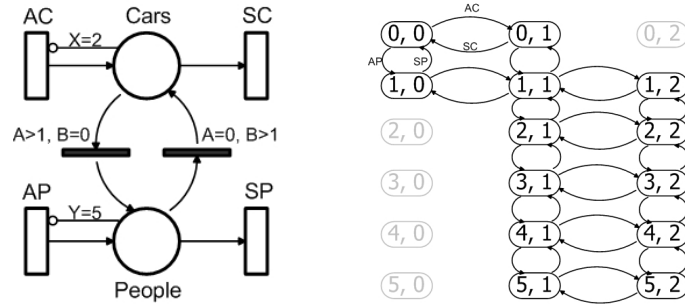 AC Cars SC
X=2
A>1, B=0 A=0, B>1
AP SP
Y=5
People
AC
0, 0 0, 1 0, 2
SC
AP SP
1, 0 1, 1 1, 2
2, 0 2, 1 2, 2
3, 0 3, 1 3, 2
4, 0 4, 1 4, 2
5, 0 5, 1 5, 2